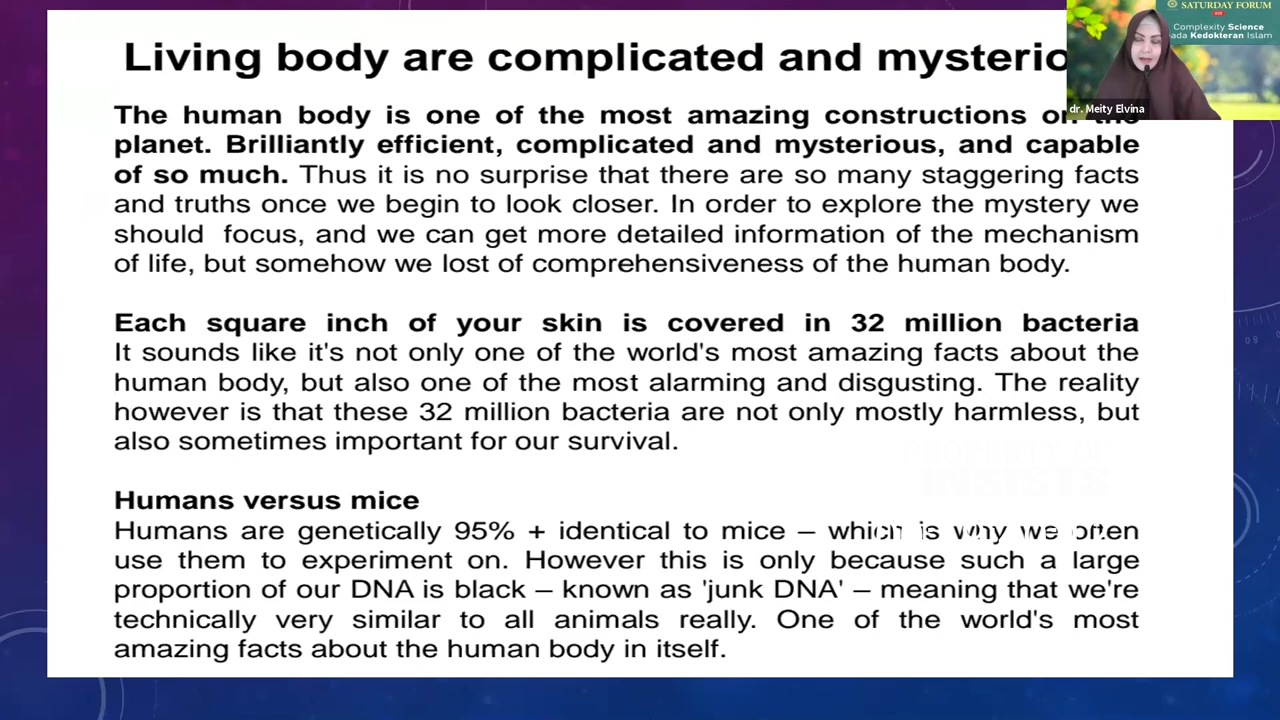 Living body are complicated and
The human body is one of the most amazing constructions on the
planet. Brilliantly efficient, complicated and mysterious, and capable
of so much. Thus it is no surprise that there are so many staggering facts
and truths once we begin to look closer. In order to explore the mystery we
should focus, and we can get more detailed information of the mechanism
of life, but somehow we lost of comprehensiveness of the human body.
Each square inch of your skin is covered in 32 million bacteria
It sounds like it's not only one of the world's most amazing facts about the
human body, but also one of the most alarming and disgusting. The reality
however is that these 32 million bacteria are not only mostly harmless, but
also sometimes important for our survival.
Humans versus mice
Humans are genetically 95% + identical to mice – which is why we often
use them to experiment on. However this is only because such a large
proportion of our DNA is black – known as 'junk DNA' – meaning that we're
technically very similar to all animals really. One of the world's most
amazing facts about the human body in itself.
SATURDAY FORUM
Complexity Science
ada Kedokteran Islam
dr. Meity Elvina
PROPERTY OF
INSISTS